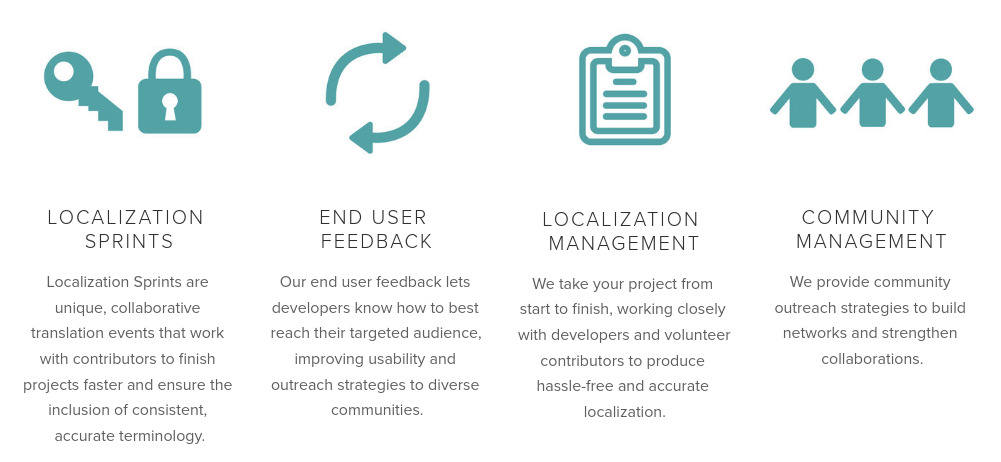 LOCALIZATION
SPRINTS
Localization Sprints are
unique, collaborative
translation events that work
with contributors to finish
projects faster and ensure the
inclusion of consistent,
accurate terminology.
END USER
FEEDBACK
Our end user feedback lets
developers know how to best
reach their targeted audience,
improving usability and
outreach strategies to diverse
communities.
LOCALIZATION
MANAGEMENT
We take your project from
start to finish, working closely
with developers and volunteer
contributors to produce
hassle-free and accurate
localization.
COMMUNITY
MANAGEMENT
We provide community
outreach strategies to build
networks and strengthen
collaborations.